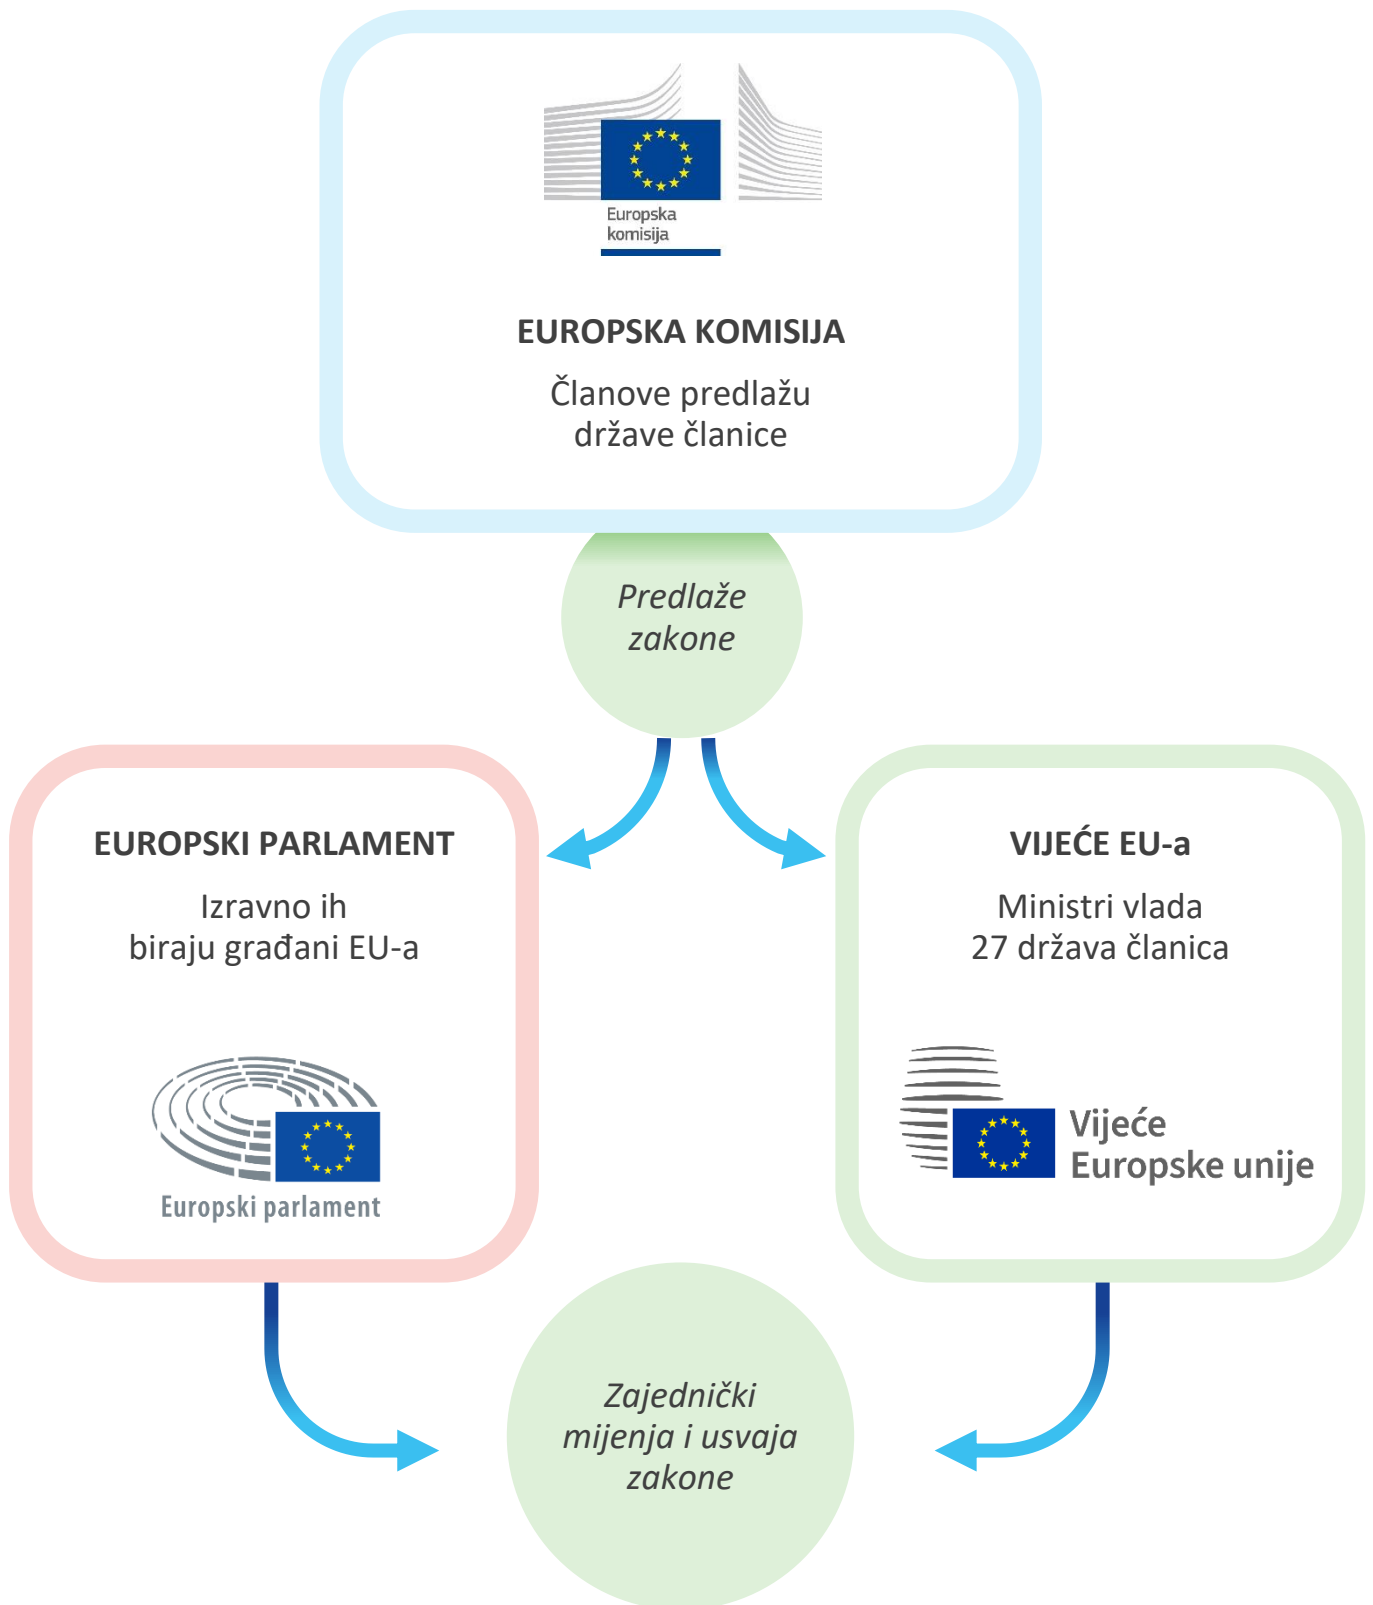 Europska
komisija
EUROPSKA KOMISIJA
Članove predlažu
države članice
Predlaže
zakone
EUROPSKI PARLAMENT
Izravno ih
biraju građani EU-a
Europski parlament
VIJEĆE EU-a
Ministri vlada
27 država članica
Vijeće
Europske unije
Zajednički
mijenja i usvaja
zakone